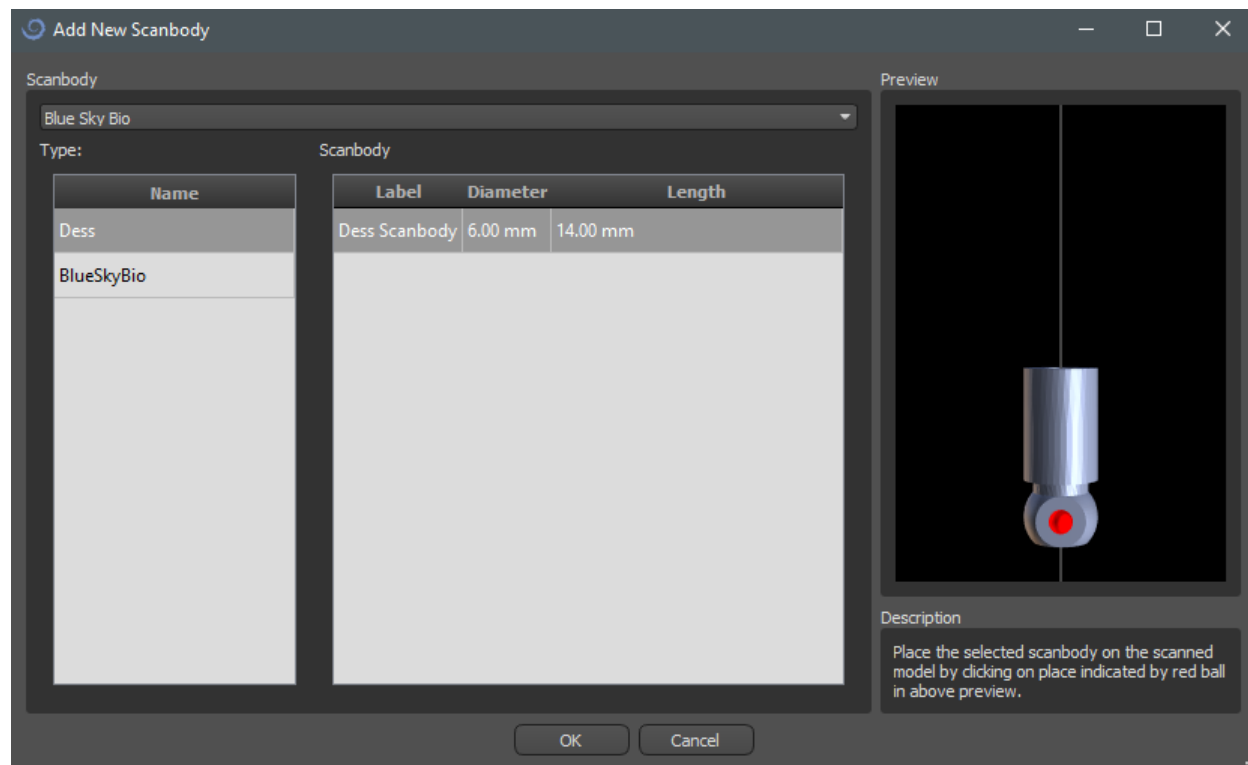 Add New Scanbody
Scanbody
Preview
Blue Sky Bio
Type:
Scanbody
Name
Label Diameter Length
Dess
Dess Scanbody 6.00 mm 14.00 mm
BlueSkyBio
Description
Place the selected scanbody on the scanned
model by clicking on place indicated by red ball
in above preview.
OK
Cancel